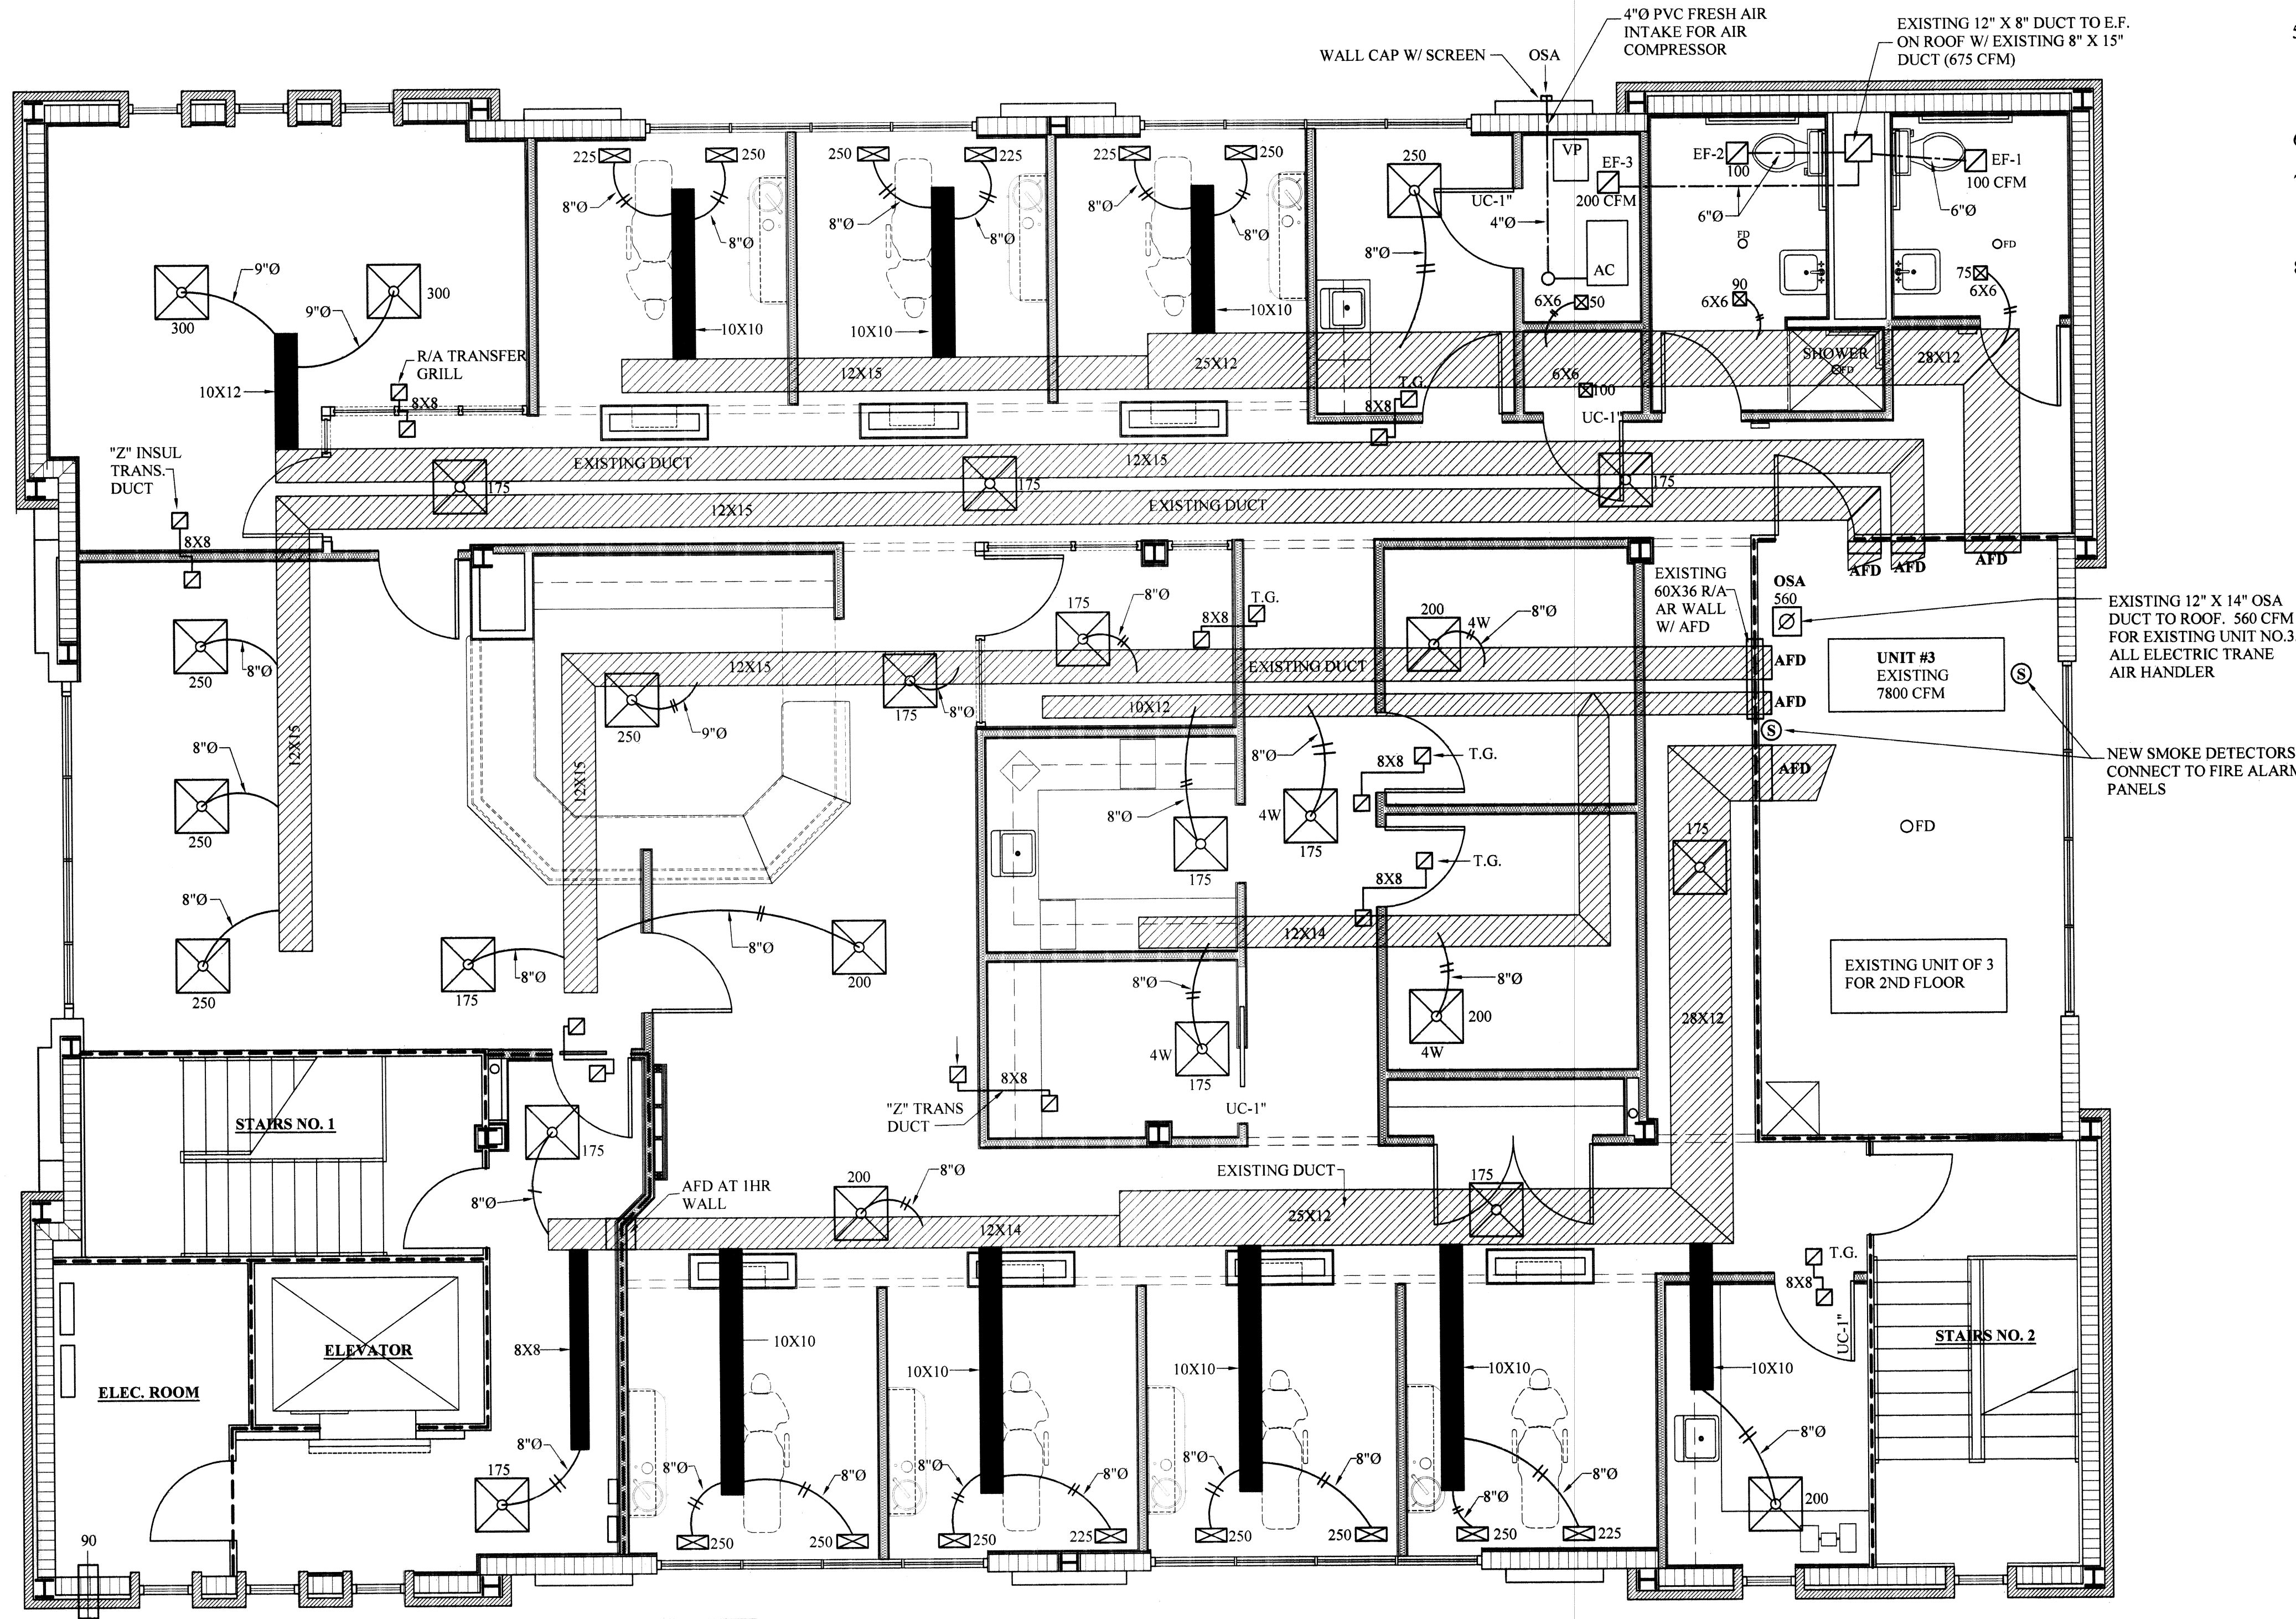 4"Ø PVC FRESH AIR
INTAKE FOR AIR
COMPRESSOR
EXISTING 12" X 8" DUCT TO E.F.
ON ROOF W/ EXISTING 8" X 15"
DUCT (675 CFM)
WALL CAP W/ SCREEN
OSA
225
250
250
225
225
250
250
VP
EF-3
200 CFM
EF-2
100
EF-1
100 CFM
8"Ø
8"Ø
8"Ø
8"Ø
8"Ø
8"Ø
8"Ø
UC-1"
4"Ø
6"Ø
6"Ø
FD
FD
AC
9"Ø
9"Ø
300
300
6X6
50
90
6X6
75
6X6
10X10
10X10
10X10
R/A TRANSFER
GRILL
10X12
8X8
12X15
25X12
SHOWER
FD
28X12
T.G.
8X8
6X6
100
UC-1"
"Z" INSUL
TRANS.
DUCT
EXISTING DUCT
12X15
175
175
175
12X15
EXISTING DUCT
8X8
AFD
AFD
AFD
EXISTING
60X36 R/A
AR WALL
W/ AFD
OSA
560
EXISTING 12" X 14" OSA
DUCT TO ROOF. 560 CFM
FOR EXISTING UNIT NO.3.
ALL ELECTRIC TRANE
AIR HANDLER
175
8"Ø
8X8
T.G.
200
4W
8"Ø
250
8"Ø
12X15
EXISTING DUCT
AFD
UNIT #3
EXISTING
7800 CFM
S
250
9"Ø
175
8"Ø
10X12
AFD
S
NEW SMOKE DETECTORS
CONNECT TO FIRE ALARM
PANELS
12X15
12X15
8"Ø
250
8"Ø
8"Ø
8X8
T.G.
AFD
4W
175
175
FD
175
T.G.
8X8
8"Ø
250
8"Ø
175
8"Ø
200
12X14
8"Ø
4W
175
8"Ø
200
4W
EXISTING UNIT OF 3
FOR 2ND FLOOR
28X12
STAIRS NO. 1
175
8"Ø
"Z" TRANS
DUCT
8X8
UC-1"
AFD AT 1HR
WALL
200
8"Ø
EXISTING DUCT
175
12X14
25X12
T.G.
8X8
UC-1"
STAIRS NO. 2
ELEVATOR
ELEC. ROOM
8X8
10X10
10X10
10X10
10X10
10X10
8"Ø
175
8"Ø
8"Ø
8"Ø
8"Ø
8"Ø
8"Ø
8"Ø
8"Ø
8"Ø
200
250
250
250
225
250
250
250
225
90